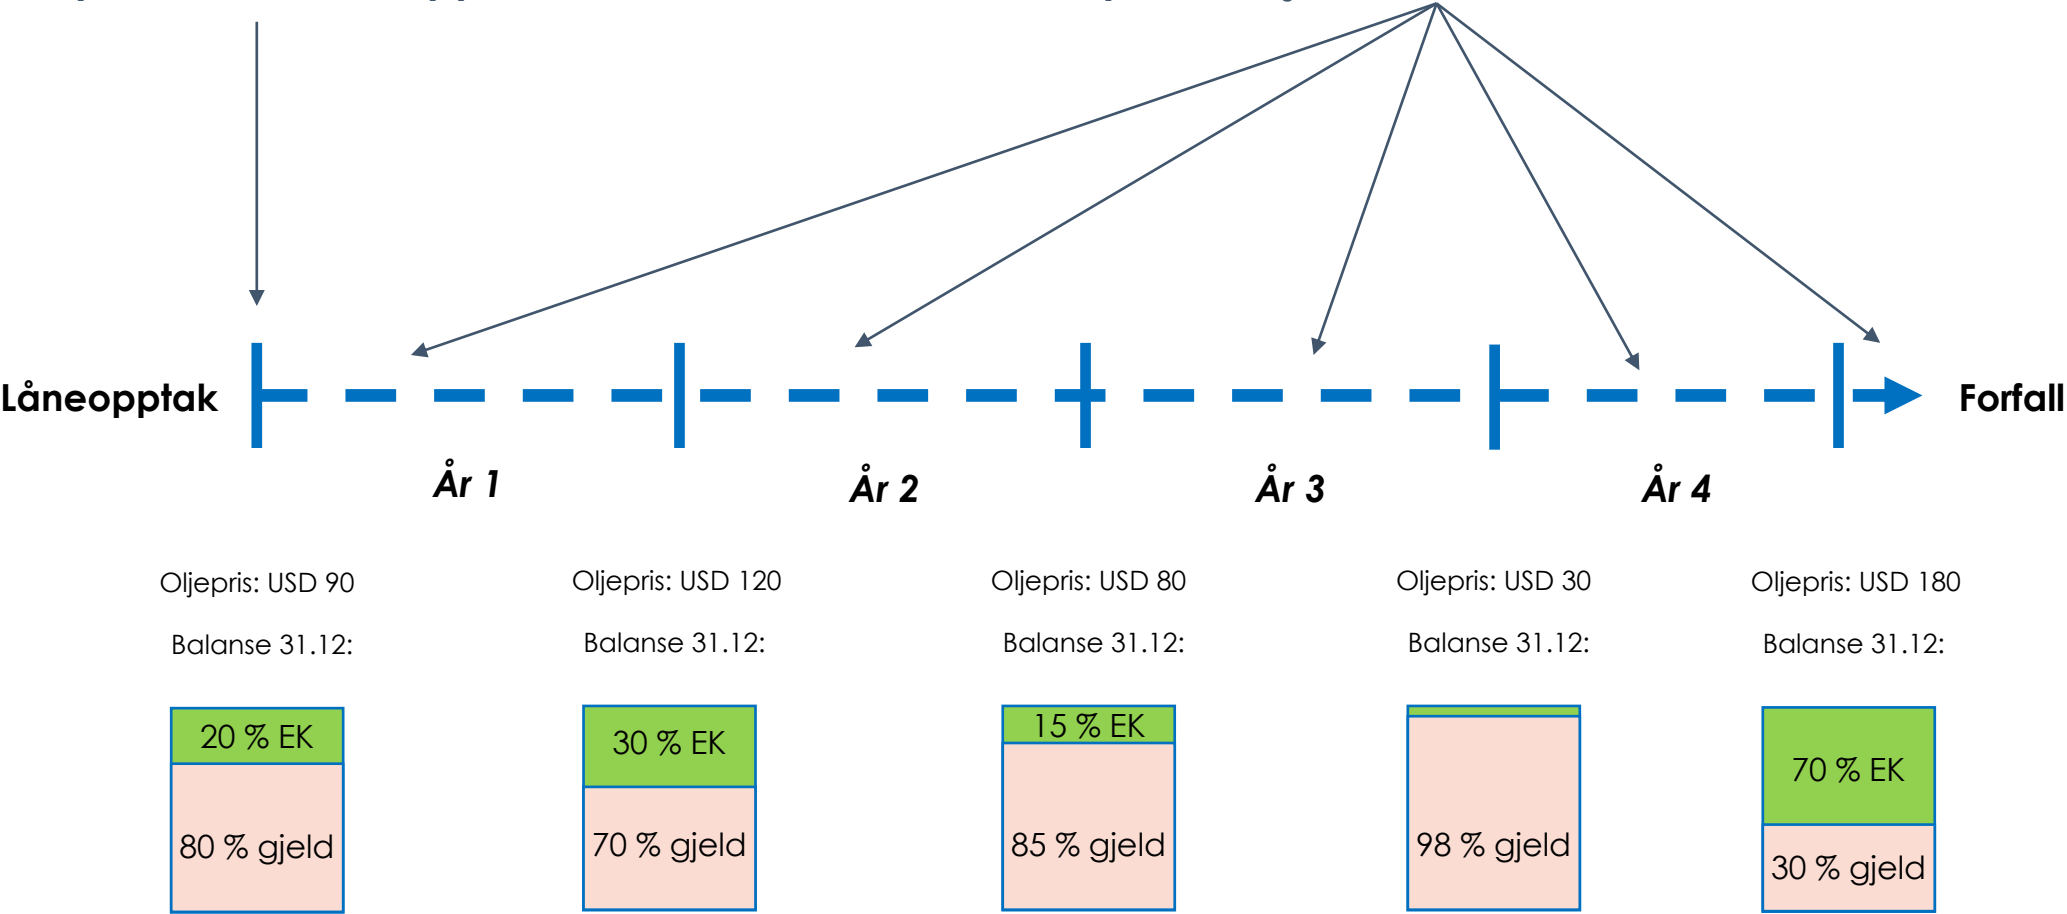 Låneopptak
Forfall
År 1
År 2
År 3
År 4
Oljepris: USD 90
Oljepris: USD 120
Oljepris: USD 80
Oljepris: USD 30
Oljepris: USD 180
Balanse 31.12:
Balanse 31.12:
Balanse 31.12:
Balanse 31.12:
Balanse 31.12:
20 % EK
30 % EK
15 % EK
70 % EK
80 % gjeld
70 % gjeld
85 % gjeld
98 % gjeld
30 % gjeld